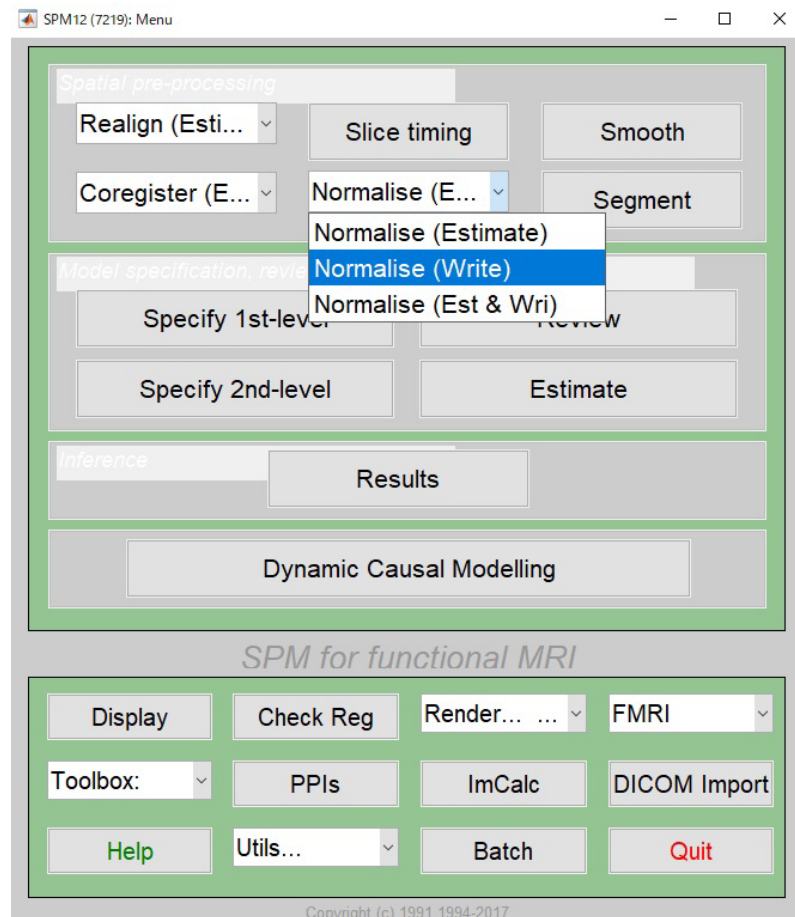 SPM12 (7219): Menu
Spatial pre-processing
Realign (Esti...
Slice timing
Smooth
Coregister (E...
Normalise (E...
Segment
Normalise (Estimate)
Normalise (Write)
Normalise (Est & Wri)
Model specification, revie
Specify 1st-level
Review
Specify 2nd-level
Estimate
Inference
Results
Dynamic Causal Modelling
SPM for functional MRI
Display
Check Reg
Render... ...
FMRI
Toolbox:
PPIs
ImCalc
DICOM Import
Help
Utils...
Batch
Quit
Copyright (c) 1991,1994-2017